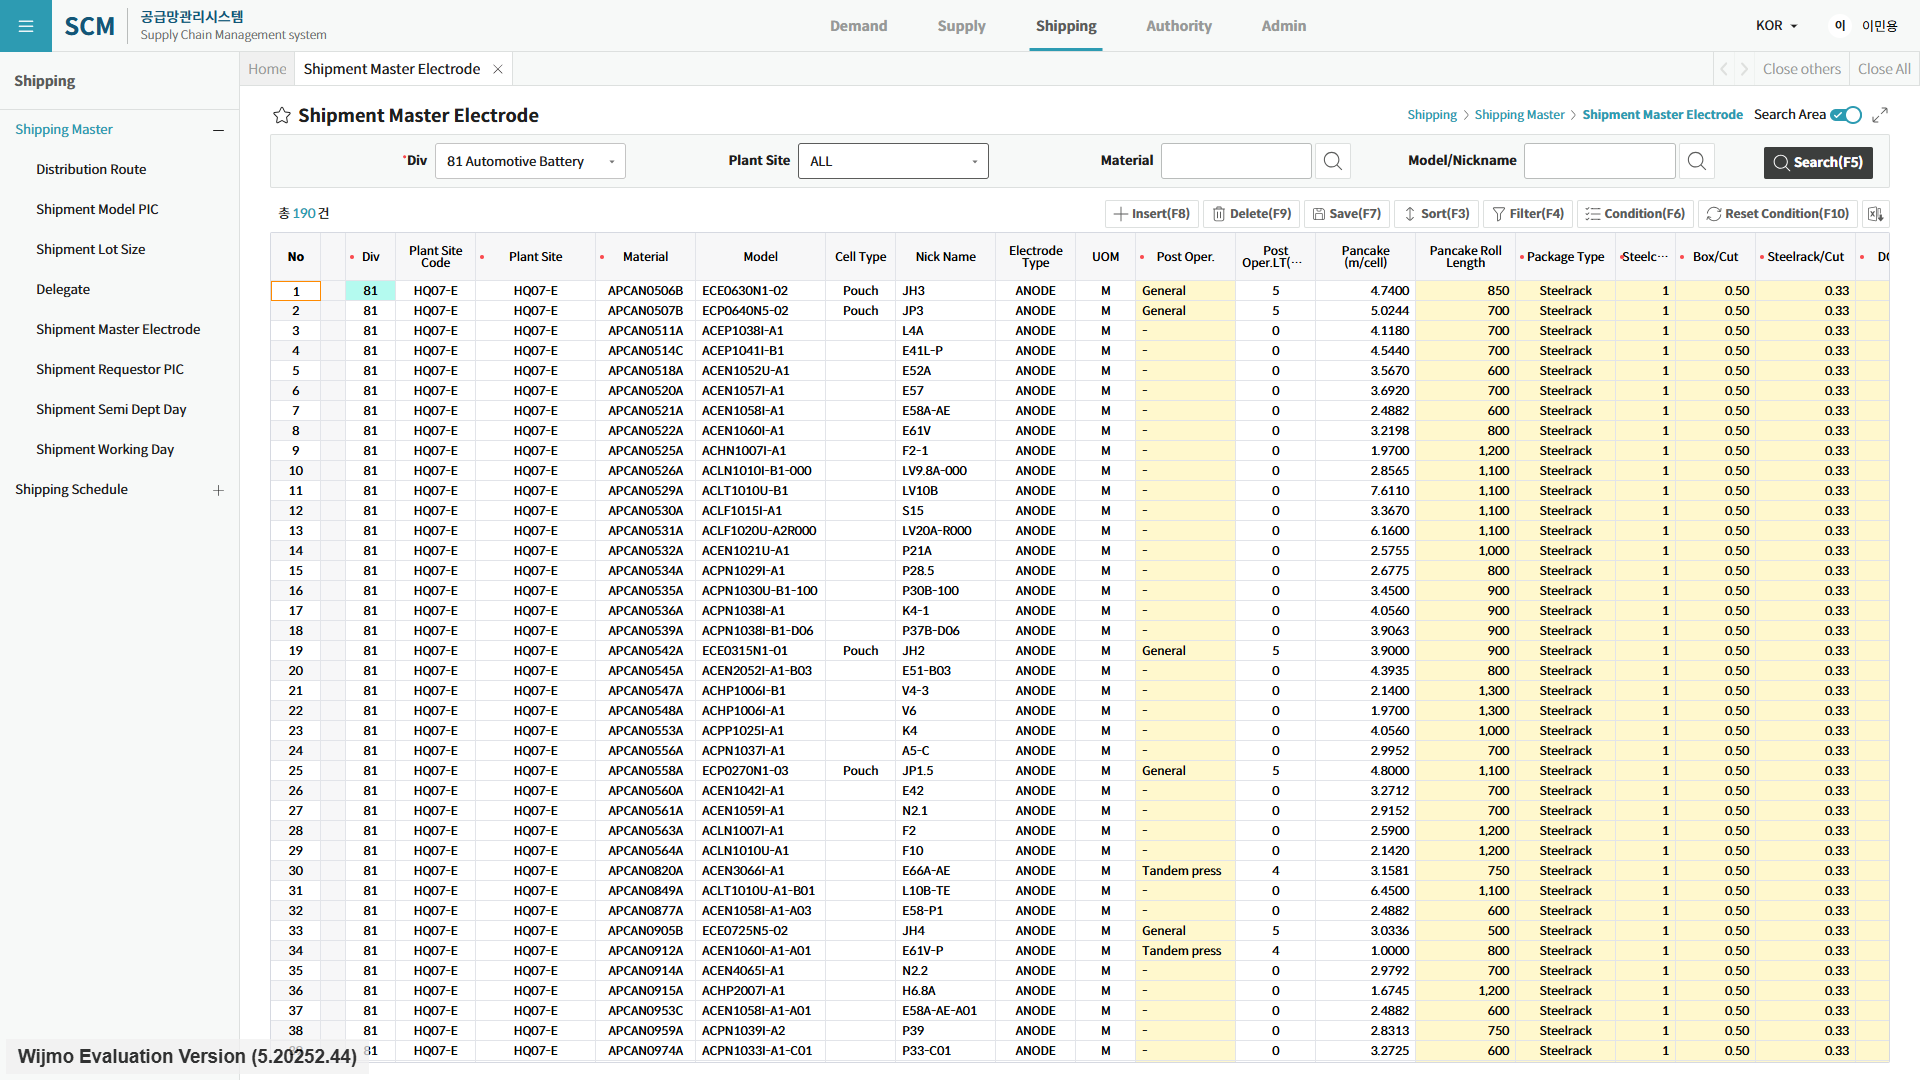 SCM 공급망관리시스템 Supply Chain Management system
Demand Supply Shipping Authority Admin
KOR 이 이민용
Shipping
Home Shipment Master Electrode
Close others Close All
Shipping Master
Distribution Route
Shipment Model PIC
Shipment Lot Size
Delegate
Shipment Master Electrode
Shipment Requestor PIC
Shipment Semi Dept Day
Shipment Working Day
Shipping Schedule
Shipment Master Electrode
Shipping > Shipping Master > Shipment Master Electrode Search Area
*Div 81 Automotive Battery Plant Site ALL Material Model/Nickname Search(F5)
총 190 건
Insert(F8) Delete(F9) Save(F7) Sort(F3) Filter(F4) Condition(F6) Reset Condition(F10)
No Div Plant Site Code Plant Site Material Model Cell Type Nick Name Electrode Type UOM Post Oper. Post Oper.LT(··· Pancake (m/cell) Pancake Roll Length Package Type Steelc··· Box/Cut Steelrack/Cut
1 81 HQ07-E HQ07-E APCAN0506B ECE0630N1-02 Pouch JH3 ANODE M General 5 4.7400 850 Steelrack 1 0.50 0.33
2 81 HQ07-E HQ07-E APCAN0507B ECP0640N5-02 Pouch JP3 ANODE M General 5 5.0244 700 Steelrack 1 0.50 0.33
3 81 HQ07-E HQ07-E APCAN0511A ACEP1038I-A1 L4A ANODE M - 0 4.1180 700 Steelrack 1 0.50 0.33
4 81 HQ07-E HQ07-E APCAN0514C ACEP1041I-B1 E41L-P ANODE M - 0 4.5440 700 Steelrack 1 0.50 0.33
5 81 HQ07-E HQ07-E APCAN0518A ACEN1052U-A1 E52A ANODE M - 0 3.5670 600 Steelrack 1 0.50 0.33
6 81 HQ07-E HQ07-E APCAN0520A ACEN1057I-A1 E57 ANODE M - 0 3.6920 700 Steelrack 1 0.50 0.33
7 81 HQ07-E HQ07-E APCAN0521A ACEN1058I-A1 E58A-AE ANODE M - 0 2.4882 600 Steelrack 1 0.50 0.33
8 81 HQ07-E HQ07-E APCAN0522A ACEN1060I-A1 E61V ANODE M - 0 3.2198 800 Steelrack 1 0.50 0.33
9 81 HQ07-E HQ07-E APCAN0525A ACHN1007I-A1 F2-1 ANODE M - 0 1.9700 1,200 Steelrack 1 0.50 0.33
10 81 HQ07-E HQ07-E APCAN0526A ACLN1010I-B1-000 LV9.8A-000 ANODE M - 0 2.8565 1,100 Steelrack 1 0.50 0.33
11 81 HQ07-E HQ07-E APCAN0529A ACLT1010U-B1 LV10B ANODE M - 0 7.6110 1,100 Steelrack 1 0.50 0.33
12 81 HQ07-E HQ07-E APCAN0530A ACLF1015I-A1 S15 ANODE M - 0 3.3670 1,100 Steelrack 1 0.50 0.33
13 81 HQ07-E HQ07-E APCAN0531A ACLF1020U-A2R000 LV20A-R000 ANODE M - 0 6.1600 1,100 Steelrack 1 0.50 0.33
14 81 HQ07-E HQ07-E APCAN0532A ACEN1021U-A1 P21A ANODE M - 0 2.5755 1,000 Steelrack 1 0.50 0.33
15 81 HQ07-E HQ07-E APCAN0534A ACPN1029I-A1 P28.5 ANODE M - 0 2.6775 800 Steelrack 1 0.50 0.33
16 81 HQ07-E HQ07-E APCAN0535A ACPN1030U-B1-100 P30B-100 ANODE M - 0 3.4500 900 Steelrack 1 0.50 0.33
17 81 HQ07-E HQ07-E APCAN0536A ACPN1038I-A1 K4-1 ANODE M - 0 4.0560 900 Steelrack 1 0.50 0.33
18 81 HQ07-E HQ07-E APCAN0539A ACPN1038I-B1-D06 P37B-D06 ANODE M - 0 3.9063 900 Steelrack 1 0.50 0.33
19 81 HQ07-E HQ07-E APCAN0542A ECE0315N1-01 Pouch JH2 ANODE M General 5 3.9000 900 Steelrack 1 0.50 0.33
20 81 HQ07-E HQ07-E APCAN0545A ACEN2052I-A1-B03 E51-B03 ANODE M - 0 4.3935 800 Steelrack 1 0.50 0.33
21 81 HQ07-E HQ07-E APCAN0547A ACHP1006I-B1 V4-3 ANODE M - 0 2.1400 1,300 Steelrack 1 0.50 0.33
22 81 HQ07-E HQ07-E APCAN0548A ACHP1006I-A1 V6 ANODE M - 0 1.9700 1,300 Steelrack 1 0.50 0.33
23 81 HQ07-E HQ07-E APCAN0553A ACPP1025I-A1 K4 ANODE M - 0 4.0560 1,000 Steelrack 1 0.50 0.33
24 81 HQ07-E HQ07-E APCAN0556A ACPN1037I-A1 A5-C ANODE M - 0 2.9952 700 Steelrack 1 0.50 0.33
25 81 HQ07-E HQ07-E APCAN0558A ECP0270N1-03 Pouch JP1.5 ANODE M General 5 4.8000 1,100 Steelrack 1 0.50 0.33
26 81 HQ07-E HQ07-E APCAN0560A ACEN1042I-A1 E42 ANODE M - 0 3.2712 700 Steelrack 1 0.50 0.33
27 81 HQ07-E HQ07-E APCAN0561A ACEN1059I-A1 N2.1 ANODE M - 0 2.9152 700 Steelrack 1 0.50 0.33
28 81 HQ07-E HQ07-E APCAN0563A ACLN1007I-A1 F2 ANODE M - 0 2.5900 1,200 Steelrack 1 0.50 0.33
29 81 HQ07-E HQ07-E APCAN0564A ACLN1010U-A1 F10 ANODE M - 0 2.1420 1,200 Steelrack 1 0.50 0.33
30 81 HQ07-E HQ07-E APCAN0820A ACEN3066I-A1 E66A-AE ANODE M Tandem press 4 3.1581 750 Steelrack 1 0.50 0.33
31 81 HQ07-E HQ07-E APCAN0849A ACLT1010U-A1-B01 L10B-TE ANODE M - 0 6.4500 1,100 Steelrack 1 0.50 0.33
32 81 HQ07-E HQ07-E APCAN0877A ACEN1058I-A1-A03 E58-P1 ANODE M - 0 2.4882 600 Steelrack 1 0.50 0.33
33 81 HQ07-E HQ07-E APCAN0905B ECE0725N5-02 JH4 ANODE M General 5 3.0336 500 Steelrack 1 0.50 0.33
34 81 HQ07-E HQ07-E APCAN0912A ACEN1060I-A1-A01 E61V-P ANODE M Tandem press 4 1.0000 800 Steelrack 1 0.50 0.33
35 81 HQ07-E HQ07-E APCAN0914A ACEN4065I-A1 N2.2 ANODE M - 0 2.9792 700 Steelrack 1 0.50 0.33
36 81 HQ07-E HQ07-E APCAN0915A ACHP2007I-A1 H6.8A ANODE M - 0 1.6745 1,200 Steelrack 1 0.50 0.33
37 81 HQ07-E HQ07-E APCAN0953C ACEN1058I-A1-A01 E58A-AE-A01 ANODE M - 0 2.4882 600 Steelrack 1 0.50 0.33
38 81 HQ07-E HQ07-E APCAN0959A ACPN1039I-A2 P39 ANODE M - 0 2.8313 750 Steelrack 1 0.50 0.33
81 HQ07-E HQ07-E APCAN0974A ACPN1033I-A1-C01 P33-C01 ANODE M - 0 3.2725 600 Steelrack 1 0.50 0.33
Wijmo Evaluation Version (5.20252.44)